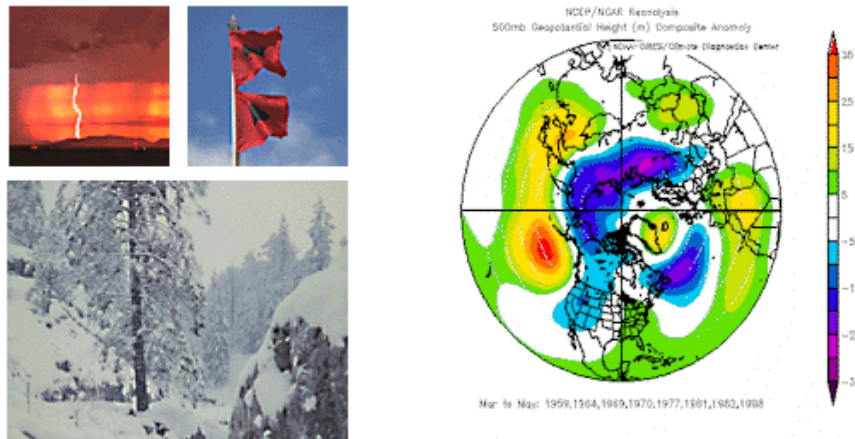 NCEP/NCAR Reanalysis
500mb Geopotential Height (m) Composite Anomaly
NOAA-CIRES/Climate Diagnostics Center
35
25
15
5
-5
-1
-2
-3
Mar to May: 1959,1964,1969,1970,1977,1981,1982,1998